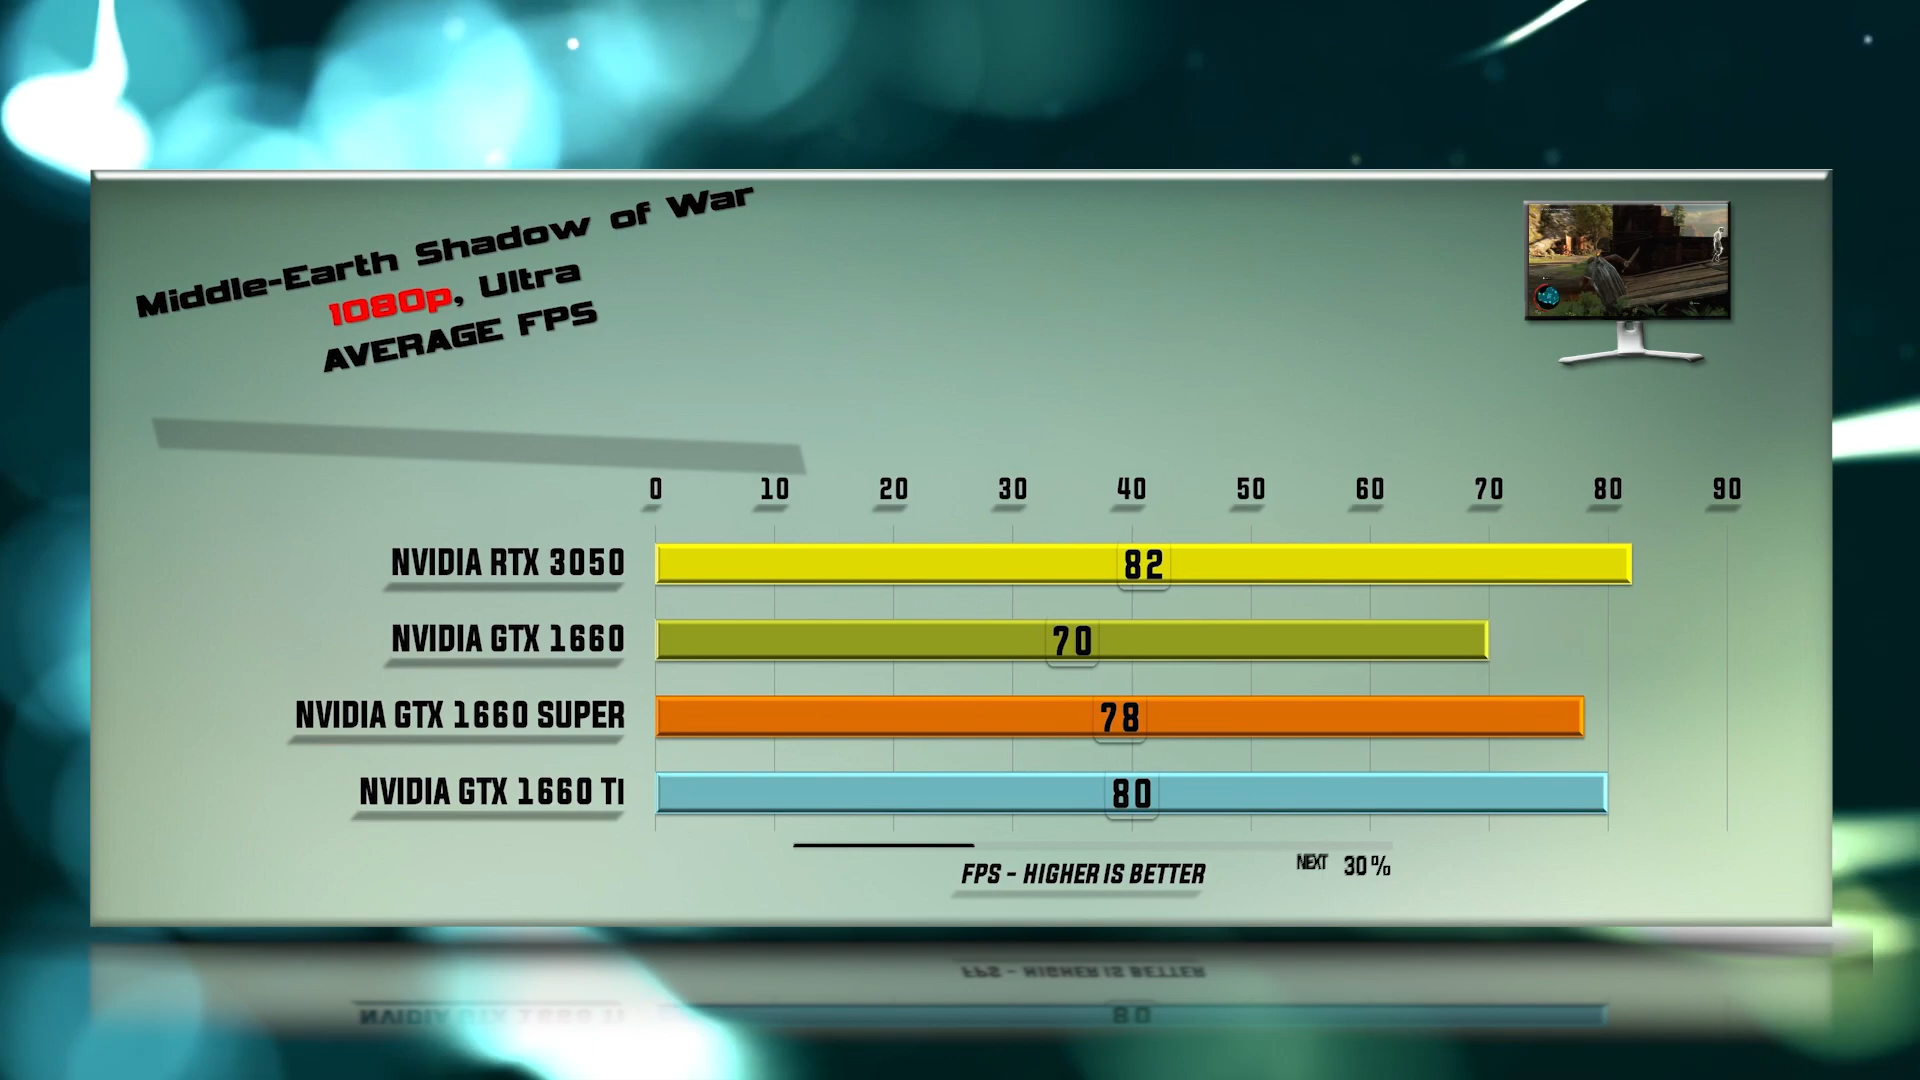 Middle-Earth Shadow of War
1080p, Ultra
AVERAGE FPS
0 10 20 30 40 50 60 70 80 90
NVIDIA RTX 3050 82
NVIDIA GTX 1660 70
NVIDIA GTX 1660 SUPER 78
NVIDIA GTX 1660 TI 80
FPS - HIGHER IS BETTER
NEXT 30%